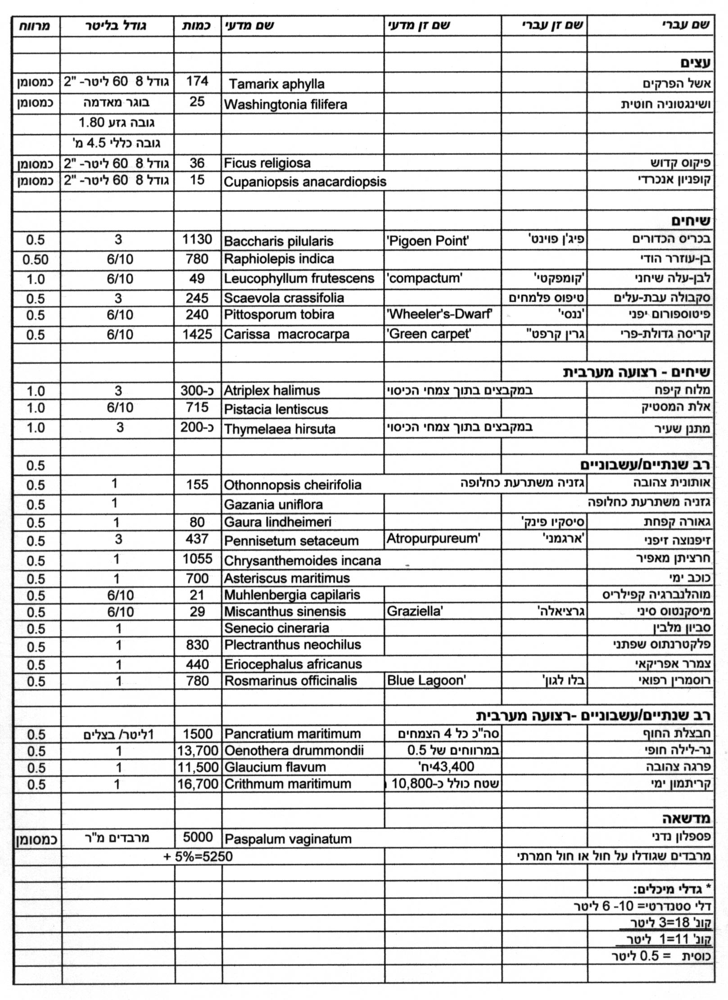 שם עברי שם זן עברי שם זן מדעי שם מדעי כמות גודל בליטר מרווח
עצים
אשל הפרקים Tamarix aphylla 174 גודל 8 60 ליטר- "2 כמסומן
ושינגטוניה חוטית Washingtonia filifera 25 בוגר מאדמה כמסומן
גובה גזע 1.80
גובה כללי 4.5 מ'
פיקוס קדוש Ficus religiosa 36 גודל 8 60 ליטר- "2 כמסומן
קופניון אנכרדי Cupaniopsis anacardiopsis 15 גודל 8 60 ליטר- "2 כמסומן
שיחים
בכריס הכדורים פיג'ן פוינט' 'Pigoen Point' Baccharis pilularis 1130 3 0.5
בן-עוזרר הודי Raphiolepis indica 780 6/10 0.50
לבן-עלה שיחני 'קומפקטי' 'compactum' Leucophyllum frutescens 49 6/10 1.0
סקבולה עבת-עלים טיפוס פלמחים Scaevola crassifolia 245 3 0.5
פיטוספורום יפני 'ננסי' 'Wheeler's-Dwarf' Pittosporum tobira 240 6/10 0.5
קריסה גדולת-פרי גרין קרפט" 'Green carpet' Carissa macrocarpa 1425 6/10 0.5
שיחים - רצועה מערבית
מלוח קיפח במקבצים בתוך צמחי הכיסוי Atriplex halimus כ-300 3 1.0
אלת המסטיק Pistacia lentiscus 715 6/10 1.0
מתנן שעיר במקבצים בתוך צמחי הכיסוי Thymelaea hirsuta כ-200 3 1.0
רב שנתיים/עשבוניים 0.5
אותונית צהובה גזניה משתרעת כחלופה Othonnopsis cheirifolia 155 1 0.5
גזניה משתרעת כחלופה Gazania uniflora 1 0.5
גאורה קפחת סיסקיו פינק' Gaura lindheimeri 80 1 0.5
זיפנוצה זיפני 'ארגמני' Atropurpureum' Pennisetum setaceum 437 3 0.5
חרציתן מאפיר Chrysanthemoides incana 1055 1 0.5
כוכב ימי Asteriscus maritimus 700 1 0.5
מוהלנברגיה קפילריס Muhlenbergia capilaris 21 6/10 0.5
מיסקנטוס סיני גרציאלה' Graziella' Miscanthus sinensis 29 6/10 0.5
סביון מלבין Senecio cineraria 1 0.5
פלקטרנתוס שפתני Plectranthus neochilus 830 1 0.5
צמרר אפריקאי Eriocephalus africanus 440 1 0.5
רוסמרין רפואי בלו לגון' Blue Lagoon' Rosmarinus officinalis 780 1 0.5
רב שנתיים/עשבוניים -רצועה מערבית
חבצלת החוף סה"כ כל 4 הצמחים Pancratium maritimum 1500 1ליטר/ בצלים 0.5
נר-לילה חופי במרווחים של 0.5 Oenothera drummondii 13,700 1 0.5
פרגה צהובה 43,400יח' Glaucium flavum 11,500 1 0.5
קריתמון ימי שטח כולל כ-10,800 Crithmum maritimum 16,700 1 0.5
מדשאה
פספלון נדני Paspalum vaginatum 5000 מרבדים מ"ר כמסומן
מרבדים שגודלו על חול או חול חמרתי + 5%=5250
* גדלי מיכלים:
דלי סטנדרטי= 10- 6 ליטר
קונ' 18=3 ליטר
קונ' 11=1 ליטר
כוסית = 0.5 ליטר